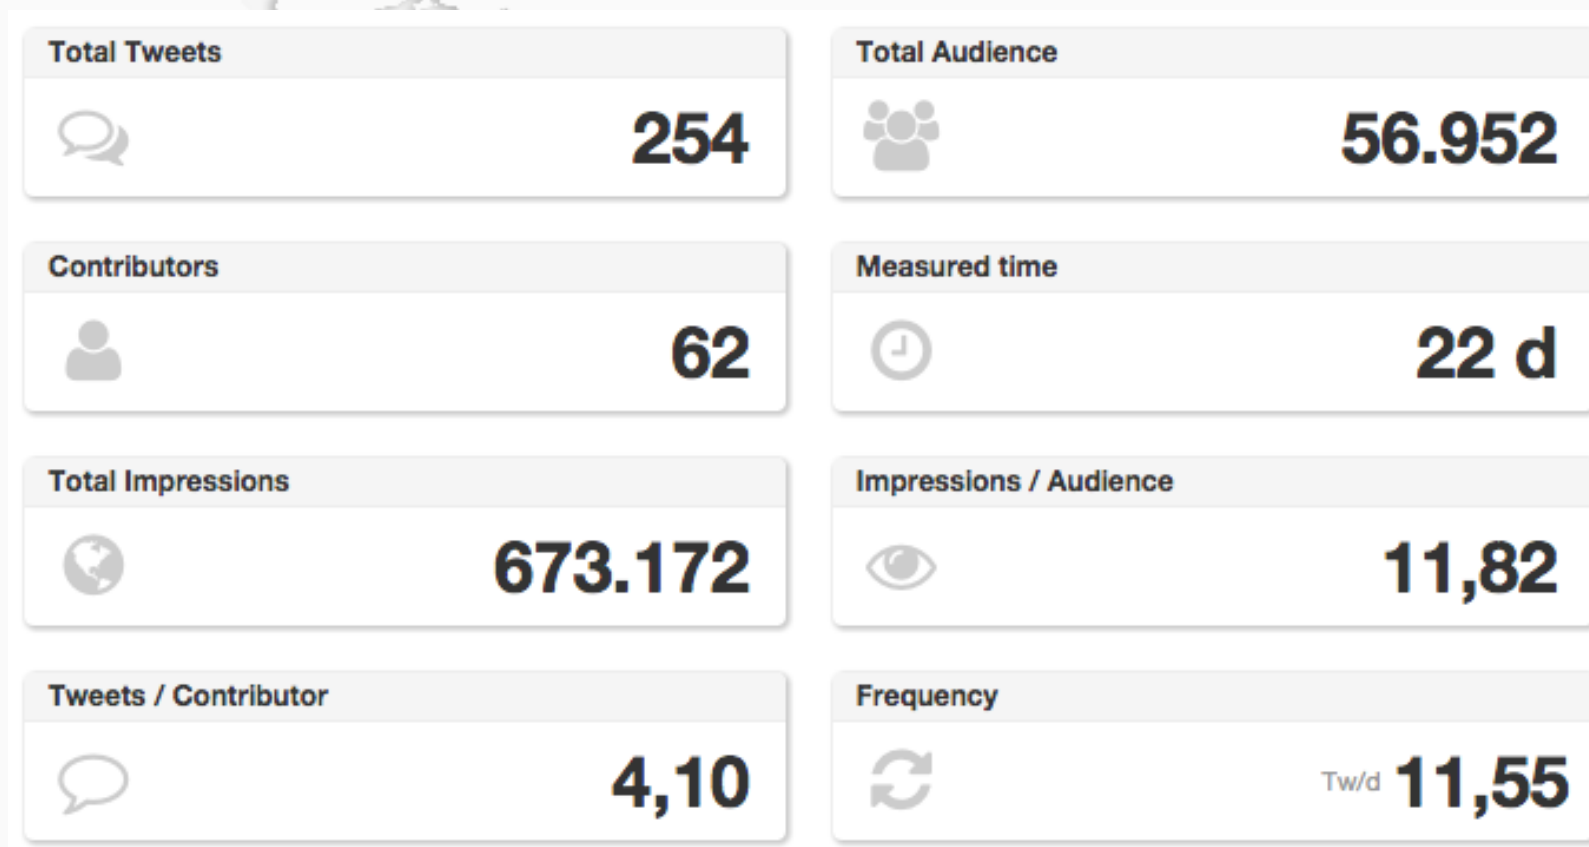 Total Tweets
254
Total Audience
56.952
Contributors
62
Measured time
22 d
Total Impressions
673.172
Impressions / Audience
11,82
Tweets / Contributor
4,10
Frequency
Tw/d 11,55